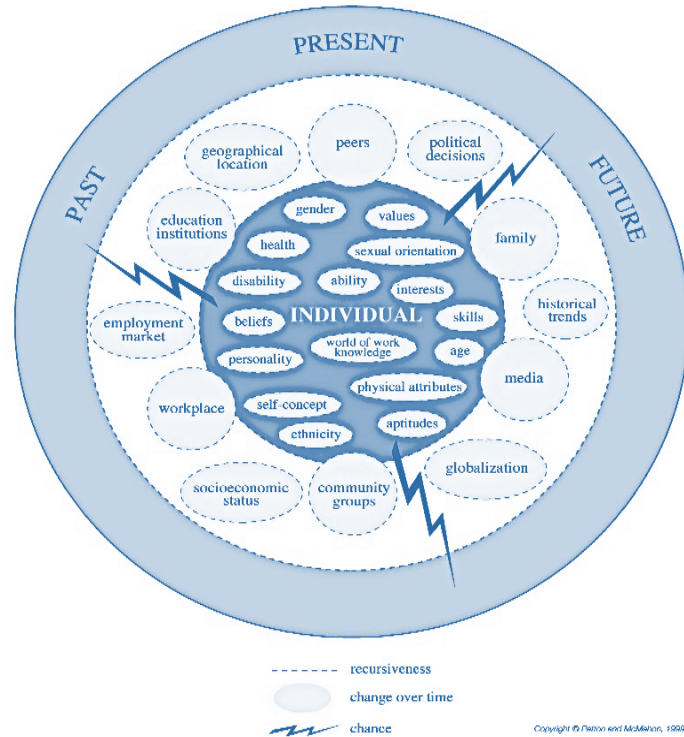 PRESENT
PAST
FUTURE
peers
political
decisions
geographical
location
education
institutions
family
gender
values
health
sexual orientation
disability
ability
interests
historical
trends
employment
market
beliefs
INDIVIDUAL
skills
personality
world of work
knowledge
age
media
physical attributes
workplace
self-concept
aptitudes
ethnicity
globalization
socioeconomic
status
community
groups
recursiveness
change over time
chance
Copyright © Patton and McMahon, 1999